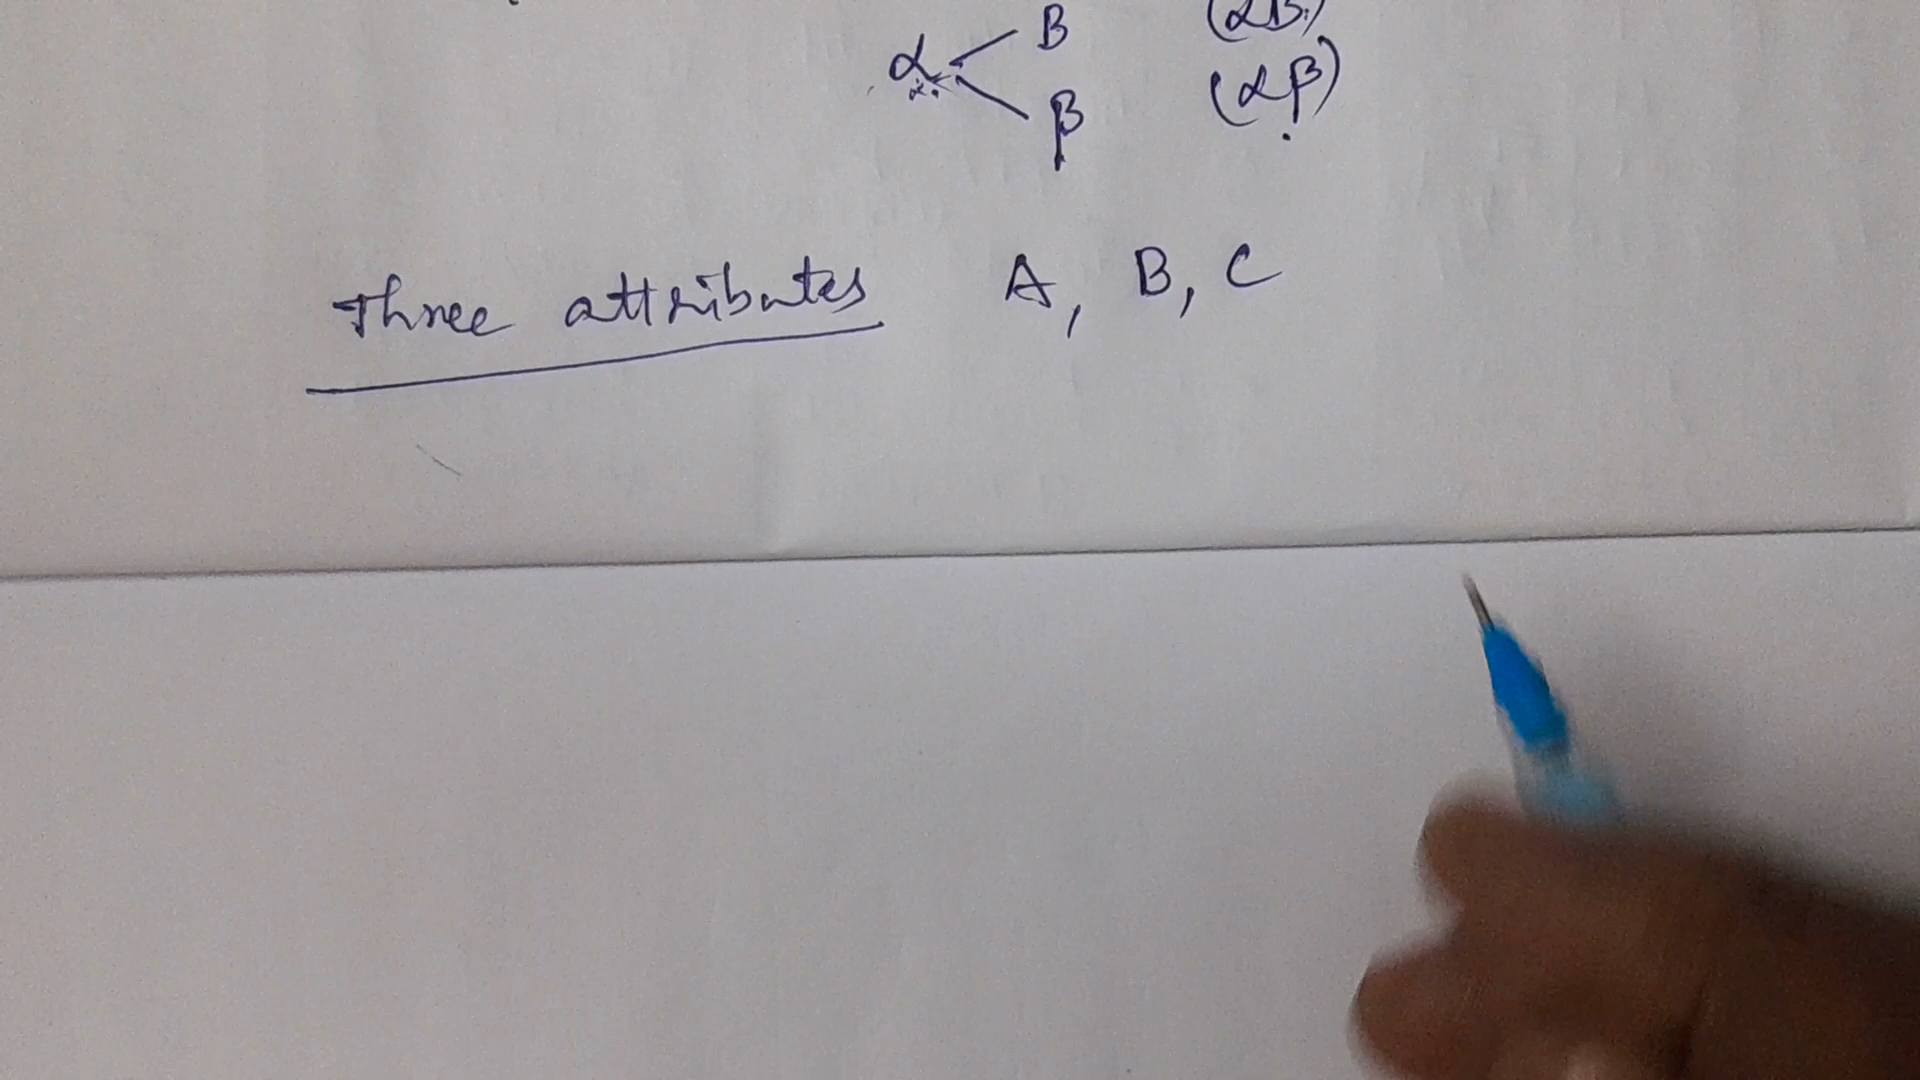 B (αB)
α
β (αβ)
Three attributes A, B, C